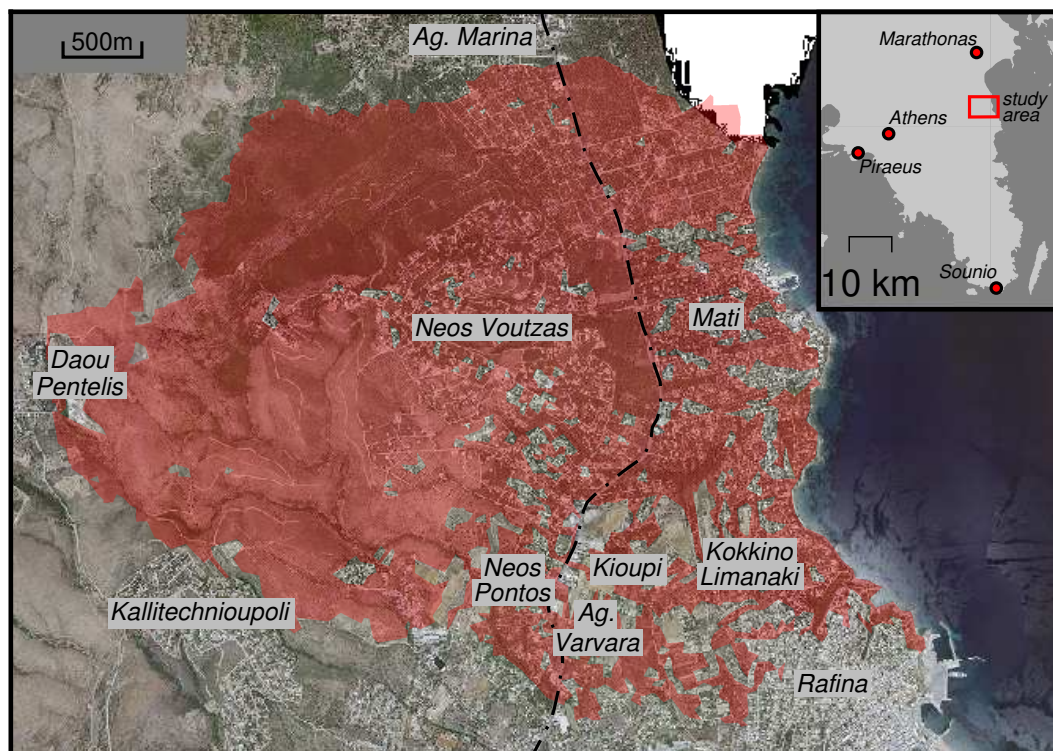 500m
Ag. Marina
Marathonas
study
area
Athens
Piraeus
10 km
Sounio
Neos Voutzas
Mati
Daou
Pentelis
Neos
Pontos
Kioupi
Kokkino
Limanaki
Kallitechnioupoli
Ag.
Varvara
Rafina